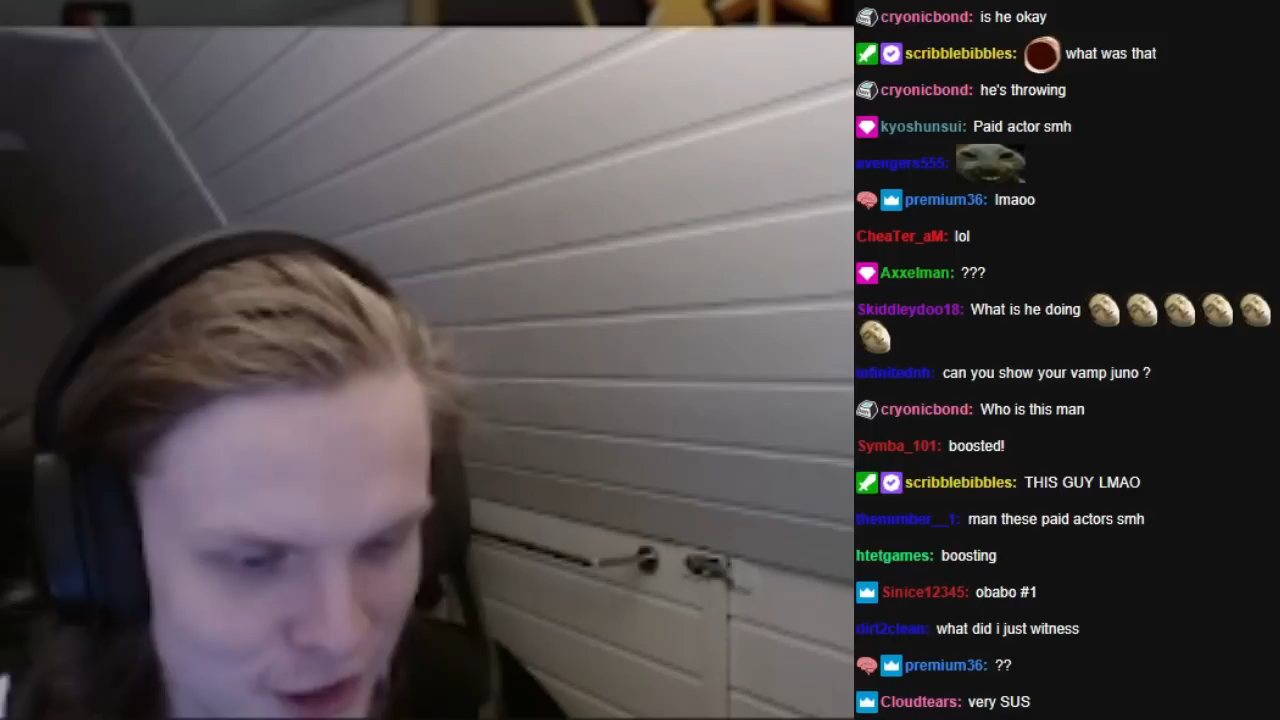 cryonicbond: is he okay
scribblebibbles: what was that
cryonicbond: he's throwing
kyoshunsui: Paid actor smh
avengers555:
premium36: lmaoo
CheaTer_aM: lol
Axxelman: ???
Skiddleydoo18: What is he doing
infinitednh: can you show your vamp juno ?
cryonicbond: Who is this man
Symba_101: boosted!
scribblebibbles: THIS GUY LMAO
thenumber__1: man these paid actors smh
htetgames: boosting
Sinice12345: obabo #1
dirt2clean: what did i just witness
premium36: ??
Cloudtears: very SUS